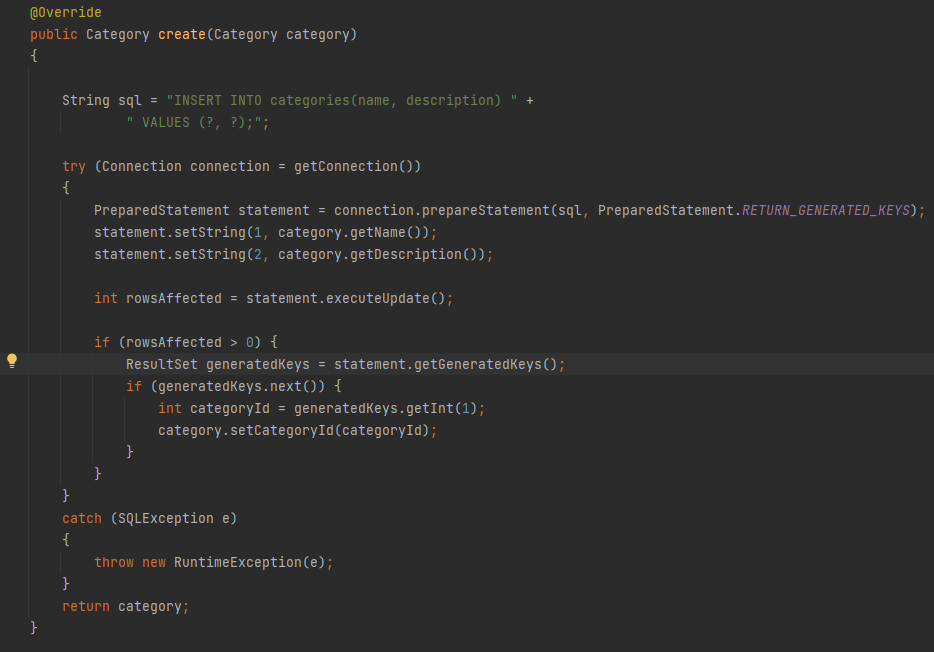 @Override
public Category create(Category category)
{
String sql = "INSERT INTO categories(name, description) " +
" VALUES (?, ?);";
try (Connection connection = getConnection())
{
PreparedStatement statement = connection.prepareStatement(sql, PreparedStatement.RETURN_GENERATED_KEYS);
statement.setString(1, category.getName());
statement.setString(2, category.getDescription());
int rowsAffected = statement.executeUpdate();
if (rowsAffected > 0) {
ResultSet generatedKeys = statement.getGeneratedKeys();
if (generatedKeys.next()) {
int categoryId = generatedKeys.getInt(1);
category.setCategoryId(categoryId);
}
}
}
catch (SQLException e)
{
throw new RuntimeException(e);
}
return category;
}